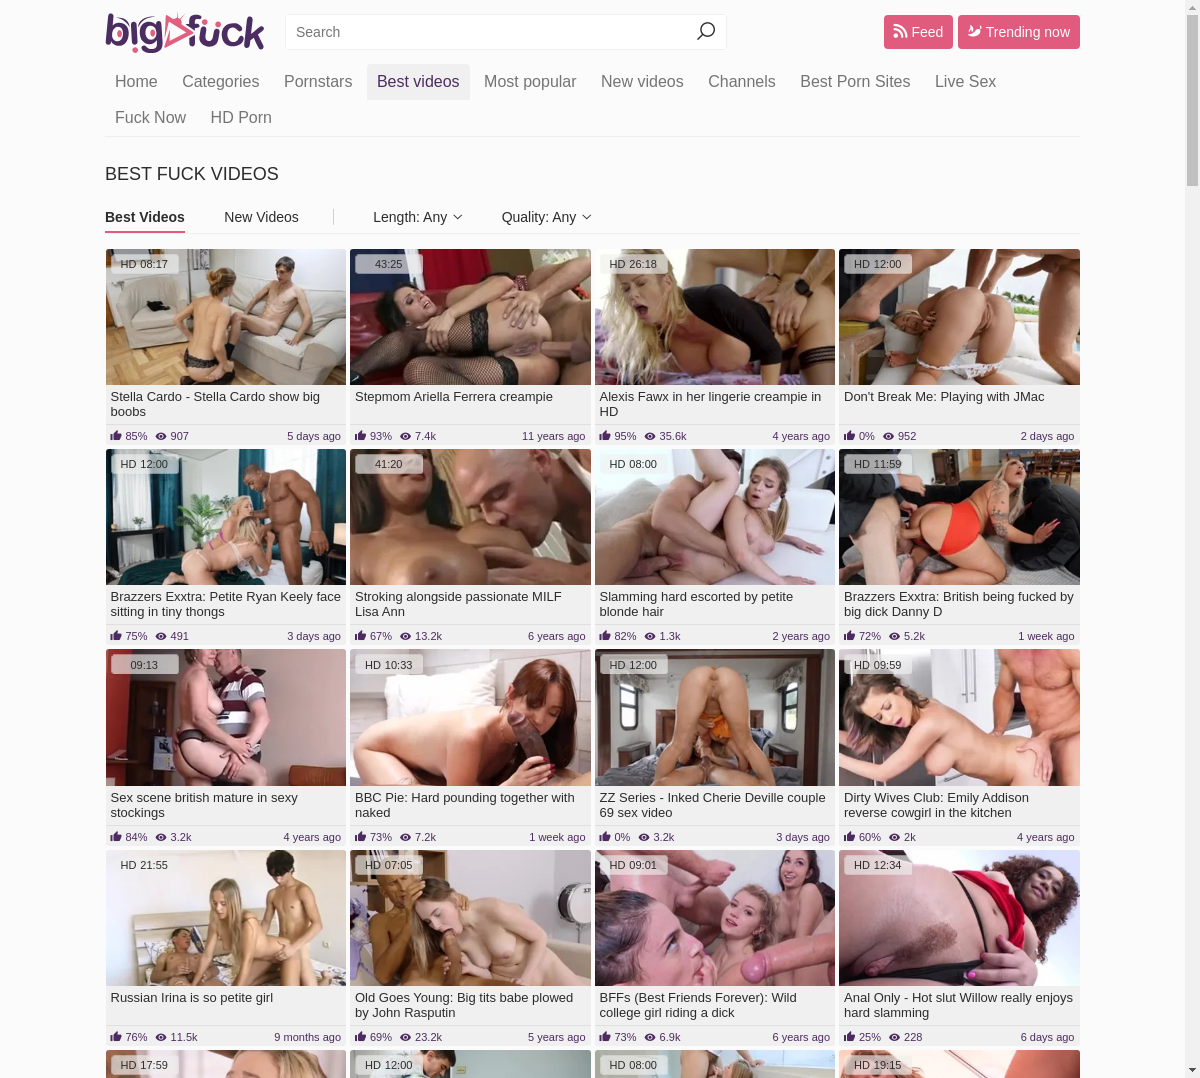 bigfuck
Search
Feed
Trending now
Home Categories Pornstars Best videos Most popular New videos Channels Best Porn Sites Live Sex
Fuck Now HD Porn
BEST FUCK VIDEOS
Best Videos New Videos Length: Any Quality: Any
HD 08:17
43:25
HD 26:18
HD 12:00
Stella Cardo - Stella Cardo show big
boobs
85% 907 5 days ago
Stepmom Ariella Ferrera creampie
93% 7.4k 11 years ago
Alexis Fawx in her lingerie creampie in
HD
95% 35.6k 4 years ago
Don't Break Me: Playing with JMac
0% 952 2 days ago
HD 12:00
41:20
HD 08:00
HD 11:59
Brazzers Exxtra: Petite Ryan Keely face
sitting in tiny thongs
75% 491 3 days ago
Stroking alongside passionate MILF
Lisa Ann
67% 13.2k 6 years ago
Slamming hard escorted by petite
blonde hair
82% 1.3k 2 years ago
Brazzers Exxtra: British being fucked by
big dick Danny D
72% 5.2k 1 week ago
09:13
HD 10:33
HD 12:00
HD 09:59
Sex scene british mature in sexy
stockings
84% 3.2k 4 years ago
BBC Pie: Hard pounding together with
naked
73% 7.2k 1 week ago
ZZ Series - Inked Cherie Deville couple
69 sex video
0% 3.2k 3 days ago
Dirty Wives Club: Emily Addison
reverse cowgirl in the kitchen
60% 2k 4 years ago
HD 21:55
HD 07:05
HD 09:01
HD 12:34
Russian Irina is so petite girl
76% 11.5k 9 months ago
Old Goes Young: Big tits babe plowed
by John Rasputin
69% 23.2k 5 years ago
BFFs (Best Friends Forever): Wild
college girl riding a dick
73% 6.9k 6 years ago
Anal Only - Hot slut Willow really enjoys
hard slamming
25% 228 6 days ago
HD 17:59
HD 12:00
HD 08:00
HD 19:15